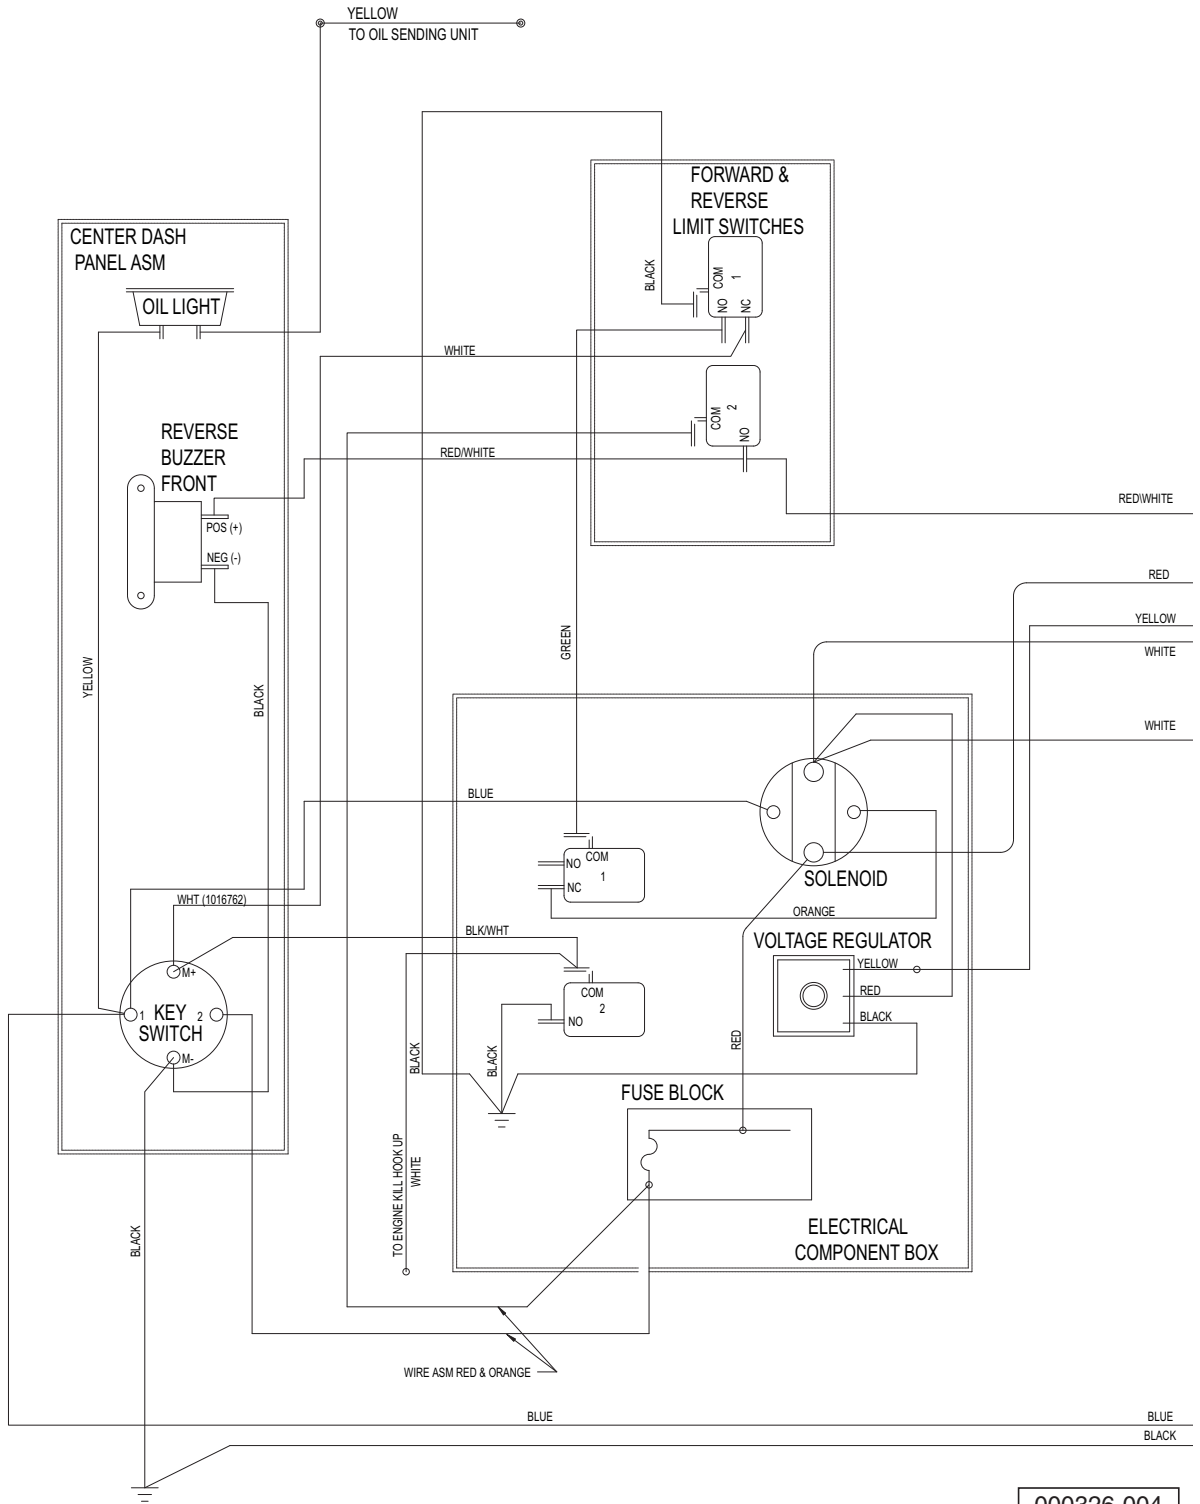 YELLOW
TO OIL SENDING UNIT
FORWARD &
REVERSE
LIMIT SWITCHES
CENTER DASH
PANEL ASM
OIL LIGHT
BLACK
COM
1
NO
NC
WHITE
COM
2
NO
REVERSE
BUZZER
FRONT
RED/WHITE
POS (+)
NEG (-)
RED\WHITE
RED
YELLOW
WHITE
WHITE
GREEN
YELLOW
BLACK
BLUE
SOLENOID
NO
COM
1
NC
WHT (1016762)
ORANGE
BLK/WHT
VOLTAGE REGULATOR
YELLOW
RED
BLACK
M+
1
KEY
2
SWITCH
M-
COM
2
NO
BLACK
BLACK
RED
FUSE BLOCK
TO ENGINE KILL HOOK UP
WHITE
BLACK
ELECTRICAL
COMPONENT BOX
WIRE ASM RED & ORANGE
BLUE
BLUE
BLACK